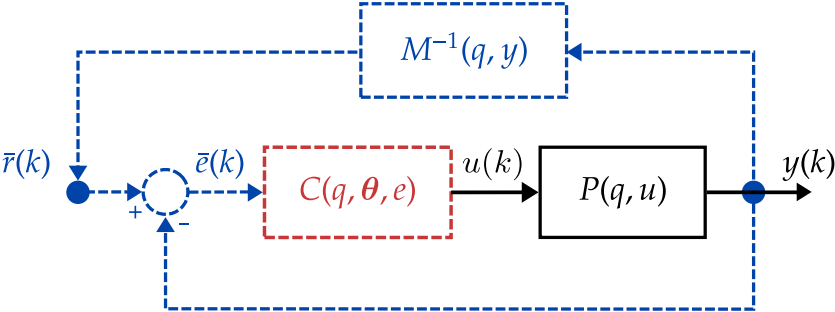 M⁻¹(q, y)
r̄(k)
ē(k)
C(q, θ, e)
u(k)
P(q, u)
y(k)
+
-